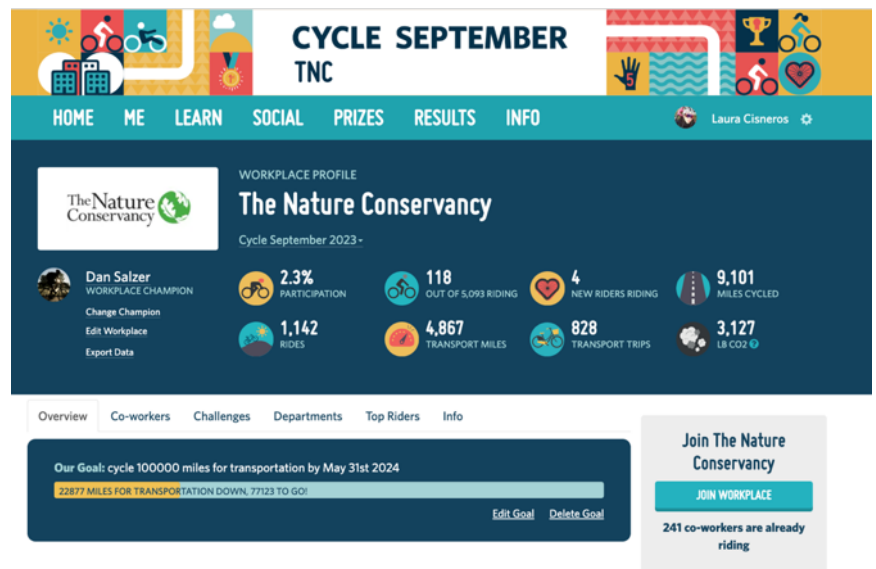 CYCLE SEPTEMBER
TNC
5
HOME ME LEARN SOCIAL PRIZES RESULTS INFO Laura Cisneros
The Nature Conservancy
WORKPLACE PROFILE
The Nature Conservancy
Cycle September 2023
Dan Salzer
WORKPLACE CHAMPION
Change Champion
Edit Workplace
Export Data
2.3%
PARTICIPATION
118
OUT OF 5,093 RIDING
4
NEW RIDERS RIDING
9,101
MILES CYCLED
1,142
RIDES
4,867
TRANSPORT MILES
828
TRANSPORT TRIPS
3,127
LB CO2 ?
Overview Co-workers Challenges Departments Top Riders Info
Our Goal: cycle 100000 miles for transportation by May 31st 2024
22877 MILES FOR TRANSPORTATION DOWN, 77123 TO GO!
Edit Goal Delete Goal
Join The Nature
Conservancy
JOIN WORKPLACE
241 co-workers are already
riding